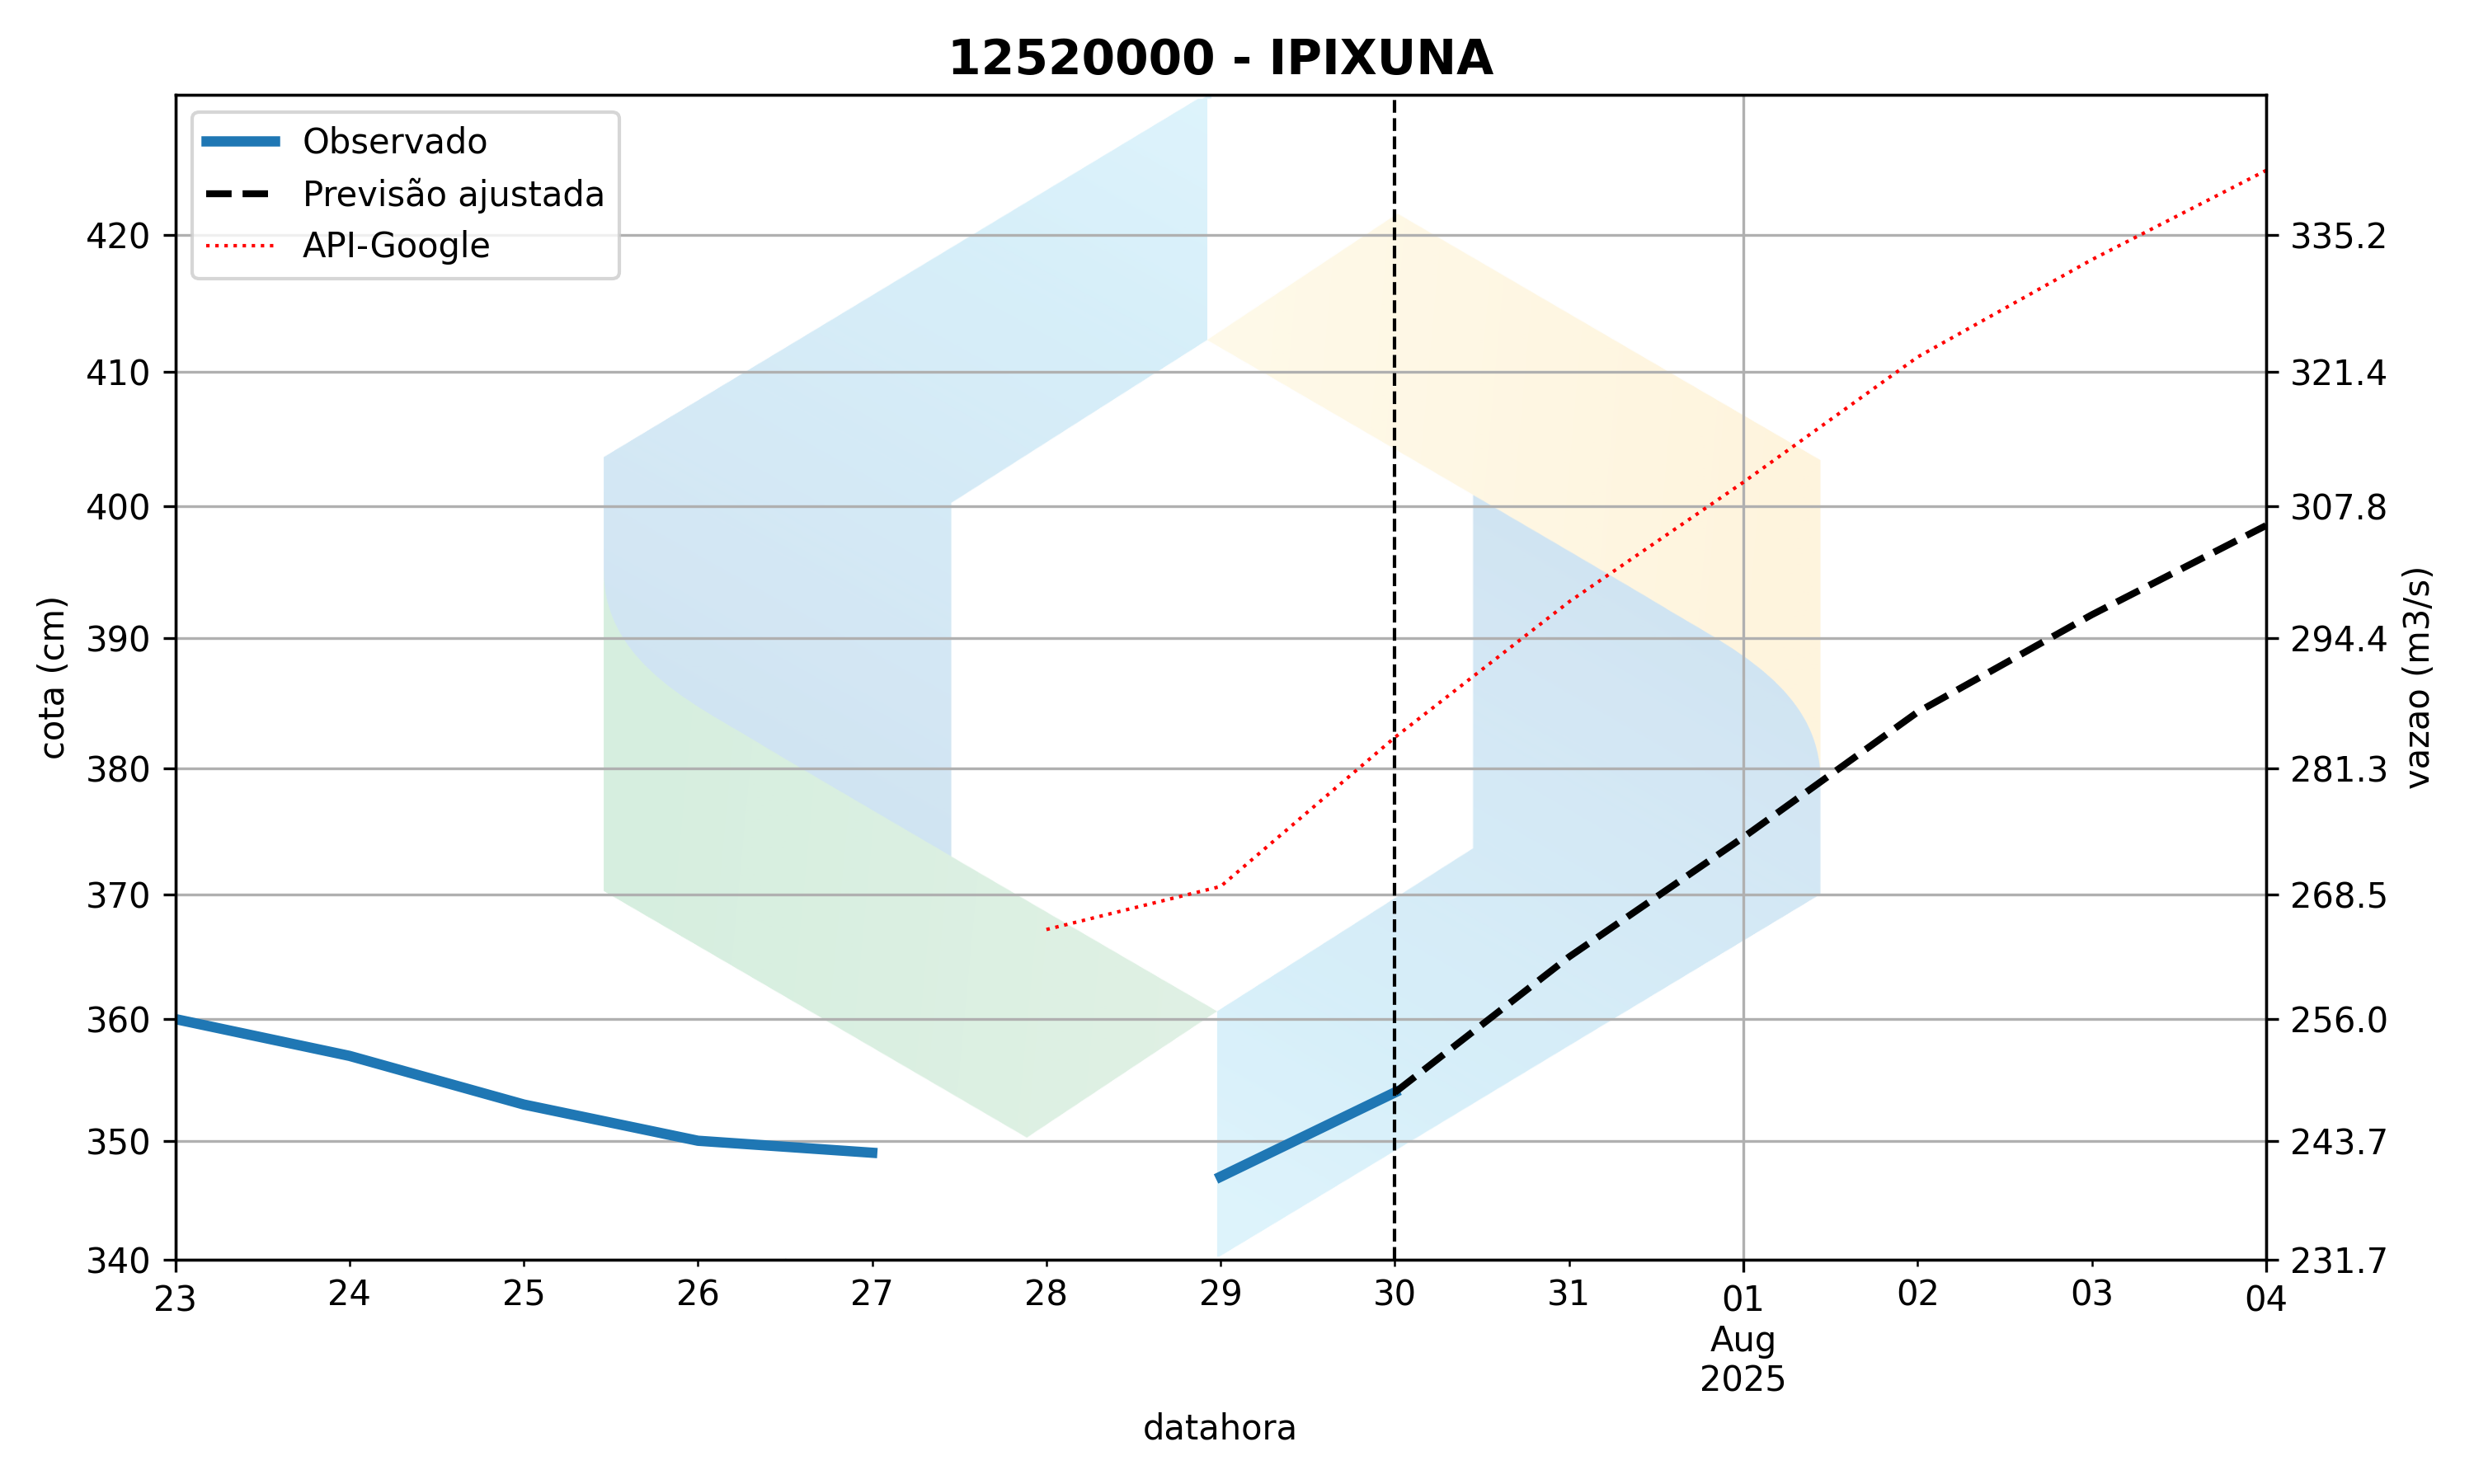 12520000 - IPIXUNA
Observado
Previsão ajustada
API-Google
420
410
400
390
380
370
360
350
340
cota (cm)
335.2
321.4
307.8
294.4
281.3
268.5
256.0
243.7
231.7
vazao (m3/s)
23 24 25 26 27 28 29 30 31 01 02 03 04
Aug
2025
datahora